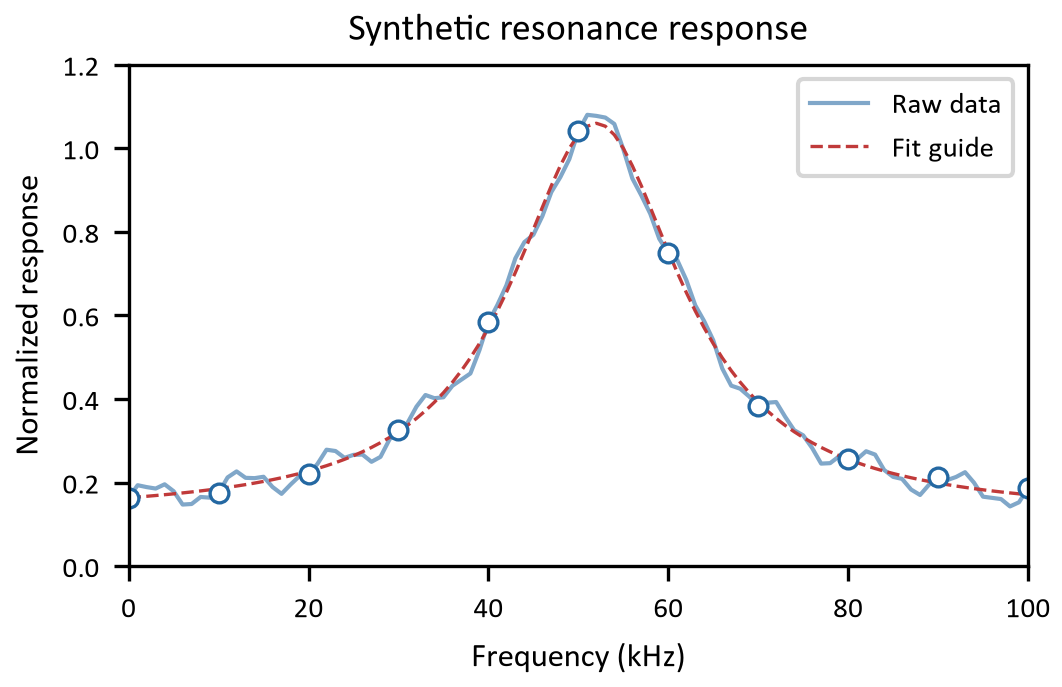 Synthetic resonance response
Normalized response
1.2
1.0
0.8
0.6
0.4
0.2
0.0
Raw data
Fit guide
0 20 40 60 80 100
Frequency (kHz)